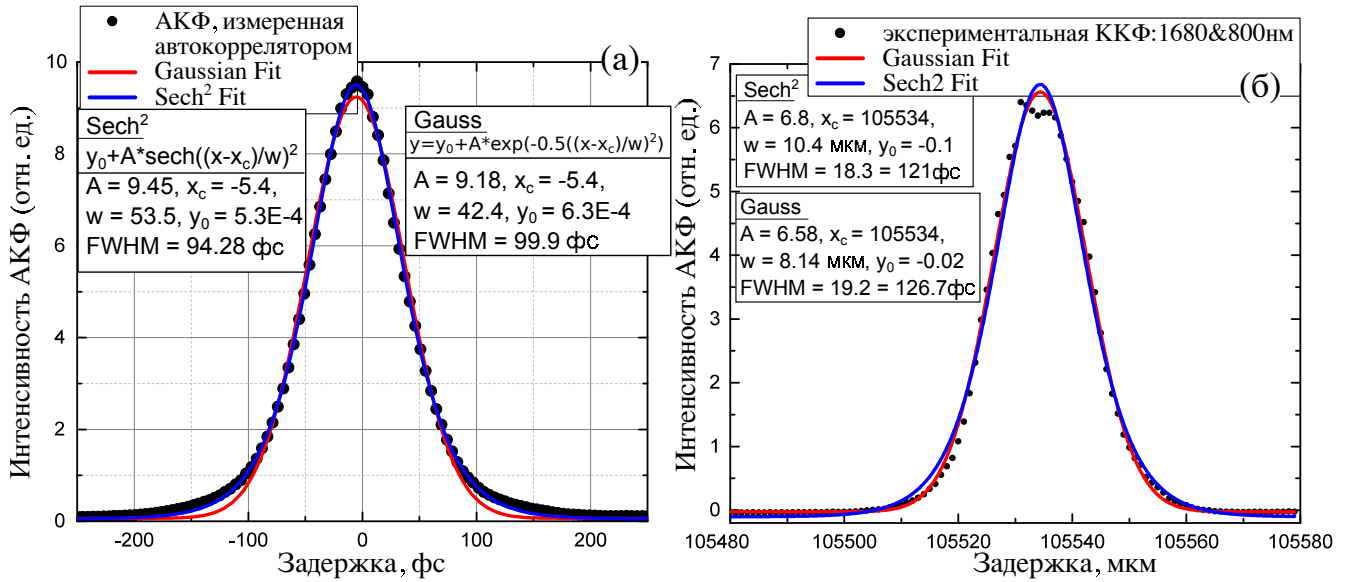 АКФ, измеренная
автокоррелятором
Gaussian Fit
Sech² Fit
(а)
Sech²
y₀+A*sech((x-x꜀)/w)²
A = 9.45, x꜀ = -5.4,
w = 53.5, y₀ = 5.3E-4
FWHM = 94.28 фс
Gauss
y=y₀+A*exp(-0.5((x-x꜀)/w)²)
A = 9.18, x꜀ = -5.4,
w = 42.4, y₀ = 6.3E-4
FWHM = 99.9 фс
Интенсивность АКФ (отн. ед.)
10
8
6
4
2
0
-200
-100
0
100
200
Задержка, фс
экспериментальная ККФ:1680&800нм
Gaussian Fit
Sech2 Fit
(б)
Sech²
A = 6.8, x꜀ = 105534,
w = 10.4 мкм, y₀ = -0.1
FWHM = 18.3 = 121фс
Gauss
A = 6.58, x꜀ = 105534,
w = 8.14 мкм, y₀ = -0.02
FWHM = 19.2 = 126.7фс
Интенсивность АКФ (отн. ед.)
7
6
5
4
3
2
1
0
105480
105500
105520
105540
105560
105580
Задержка, мкм